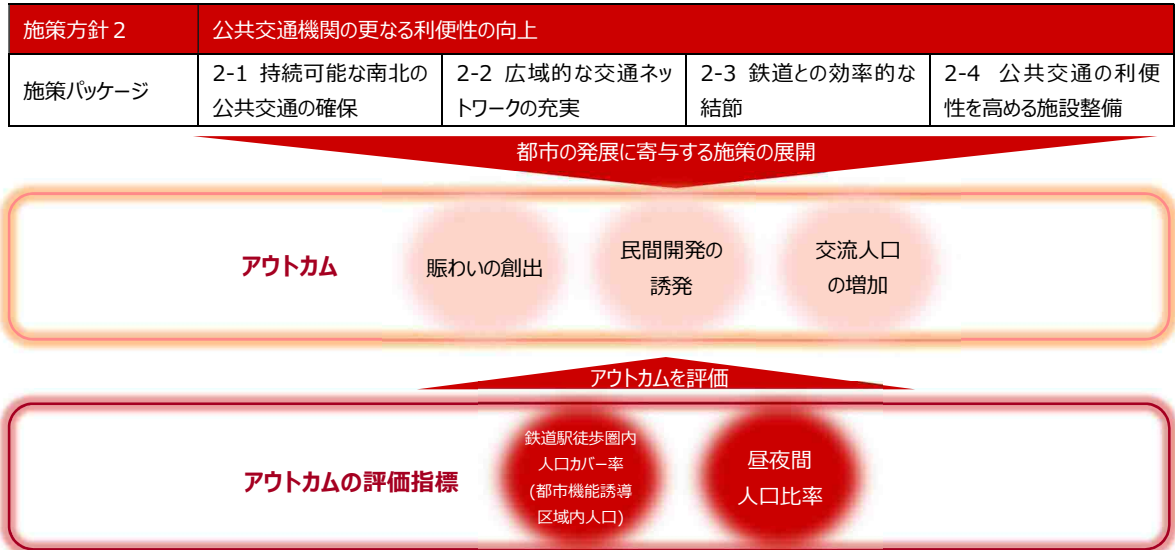 施策方針2
公共交通機関の更なる利便性の向上
施策パッケージ
2-1 持続可能な南北の
公共交通の確保
2-2 広域的な交通ネッ
トワークの充実
2-3 鉄道との効率的な
結節
2-4 公共交通の利便
性を高める施設整備
都市の発展に寄与する施策の展開
アウトカム
賑わいの創出
民間開発の
誘発
交流人口
の増加
アウトカムを評価
アウトカムの評価指標
鉄道駅徒歩圏内
人口カバー率
(都市機能誘導
区域内人口)
昼夜間
人口比率